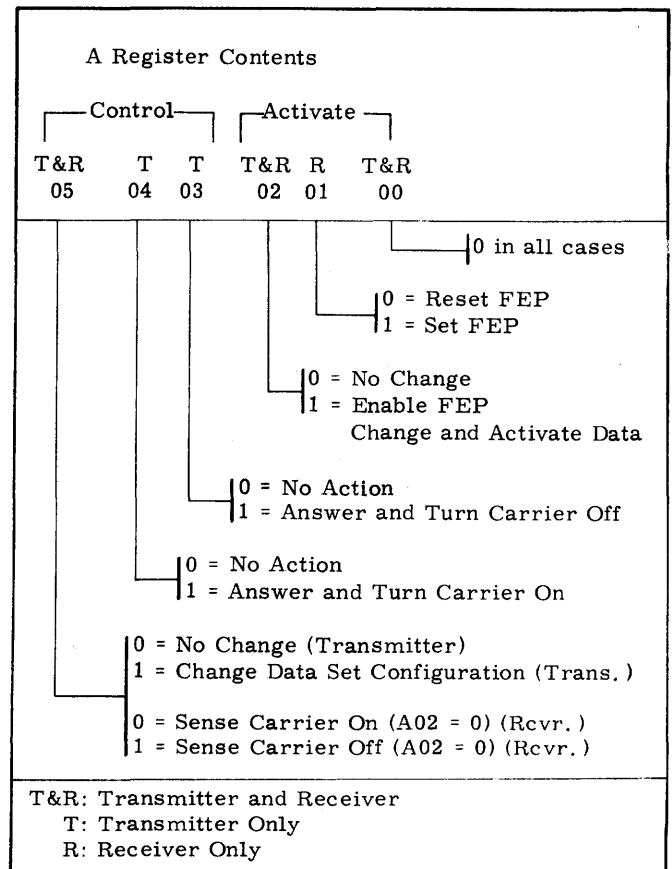 A Register Contents
Control Activate
T&R T T T&R R T&R
05 04 03 02 01 00
0 in all cases
0 = Reset FEP
1 = Set FEP
0 = No Change
1 = Enable FEP
Change and Activate Data
0 = No Action
1 = Answer and Turn Carrier Off
0 = No Action
1 = Answer and Turn Carrier On
0 = No Change (Transmitter)
1 = Change Data Set Configuration (Trans.)
0 = Sense Carrier On (A02 = 0) (Rcvr.)
1 = Sense Carrier Off (A02 = 0) (Rcvr.)
T&R: Transmitter and Receiver
T: Transmitter Only
R: Receiver Only